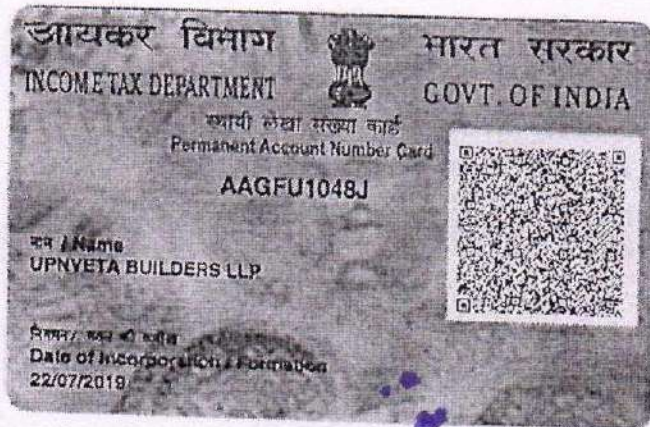 आयकर विभाग
भारत सरकार
INCOME TAX DEPARTMENT
GOVT. OF INDIA
स्थायी लेखा संख्या कार्ड
Permanent Account Number Card
AAGFU1048J
नाम / Name
UPNVETA BUILDERS LLP
Date of Incorporation / Formation
22/07/2019